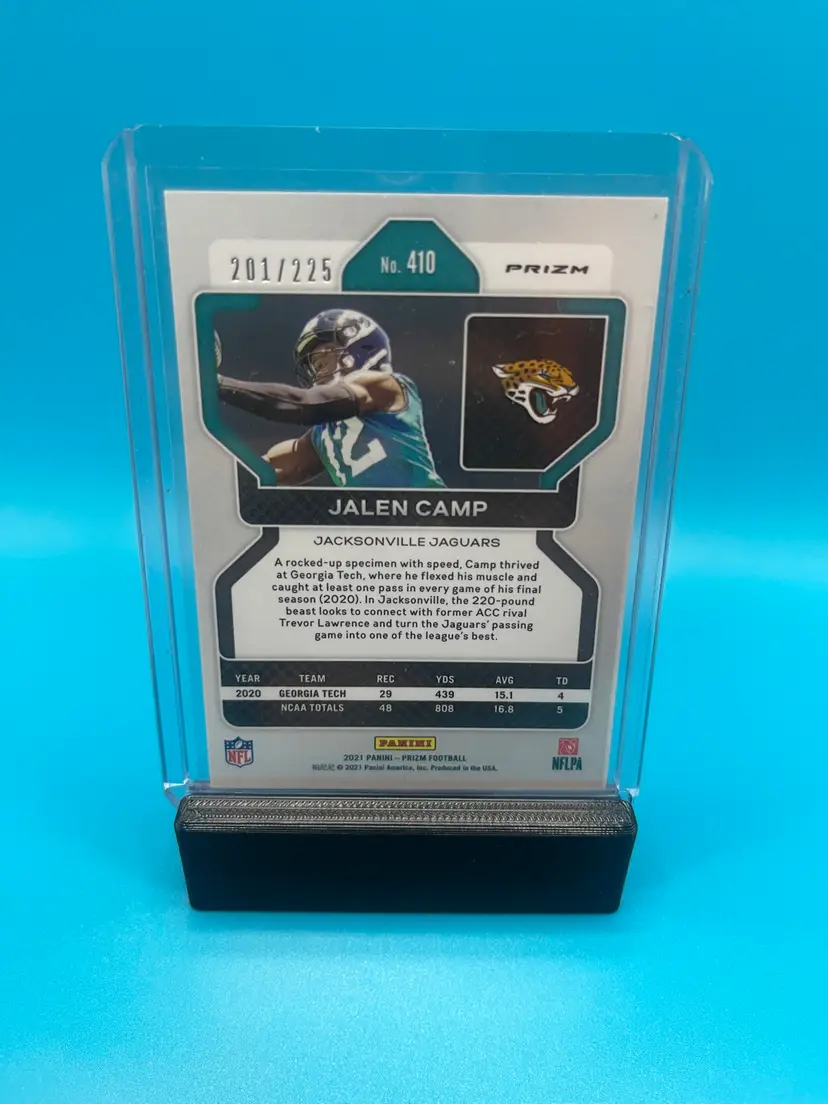 201/225
No. 410
PRIZM
12
JALEN CAMP
JACKSONVILLE JAGUARS
A rocked-up specimen with speed, Camp thrived
at Georgia Tech, where he flexed his muscle and
caught at least one pass in every game of his final
season (2020). In Jacksonville, the 220-pound
beast looks to connect with former ACC rival
Trevor Lawrence and turn the Jaguars' passing
game into one of the league's best.
YEAR TEAM REC YDS AVG TD
2020 GEORGIA TECH 29 439 15.1 4
NCAA TOTALS 48 808 16.8 5
NFL
PANINI
NFLPA
2021 PANINI – PRIZM FOOTBALL
© 2021 Panini America, Inc. Produced in the USA.